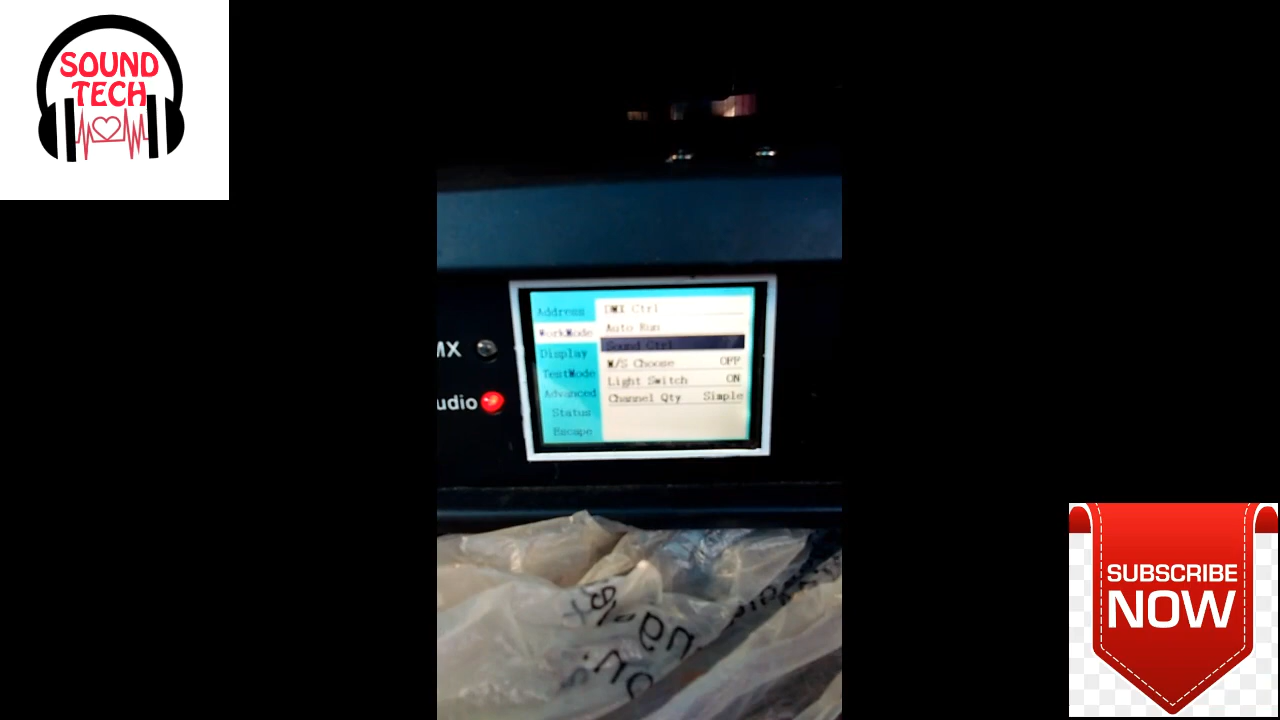 SOUND
TECH
DMX Ctrl
Address
Auto Run
WorkMode
Sound Ctrl
Display
M/S Choose OFF
TestMode
Light Switch ON
Advanced
Channel Qty Simple
Status
Escape
MX
udio
SUBSCRIBE
NOW